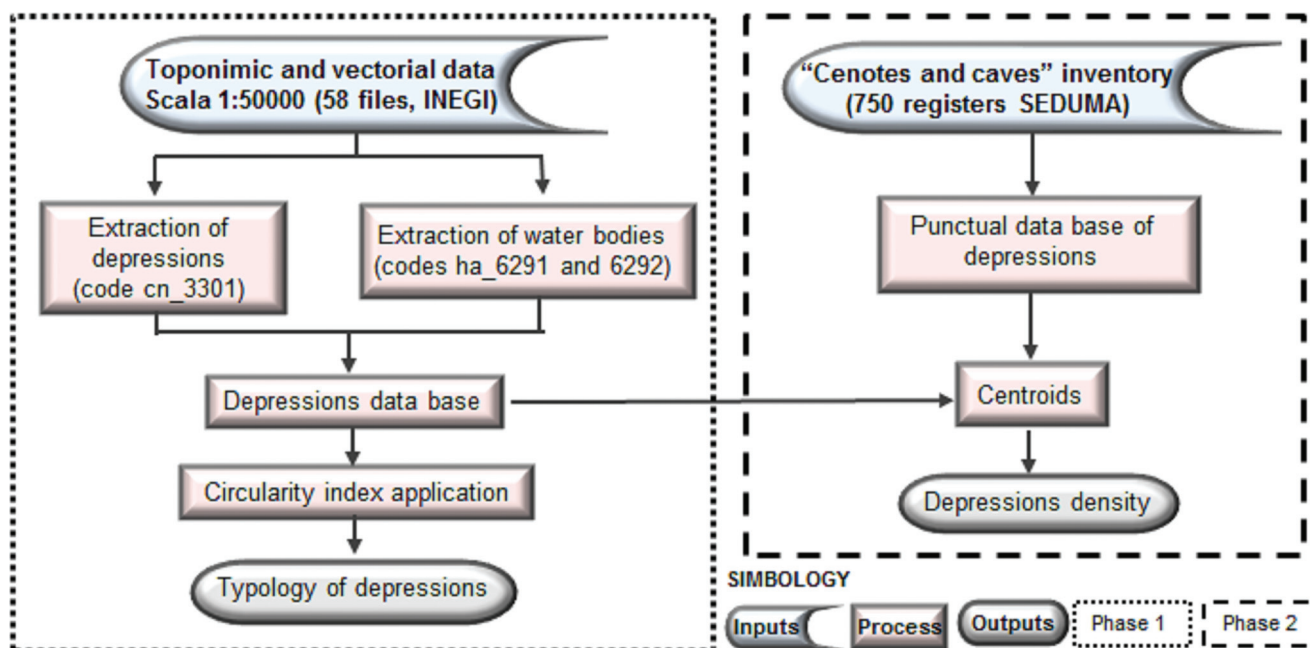 Toponimic and vectorial data
Scala 1:50000 (58 files, INEGI)
Extraction of
depressions
(code cn_3301)
Extraction of water bodies
(codes ha_6291 and 6292)
Depressions data base
Circularity index application
Typology of depressions
“Cenotes and caves” inventory
(750 registers SEDUMA)
Punctual data base of
depressions
Centroids
Depressions density
SIMBOLOGY
Inputs
Process
Outputs
Phase 1
Phase 2